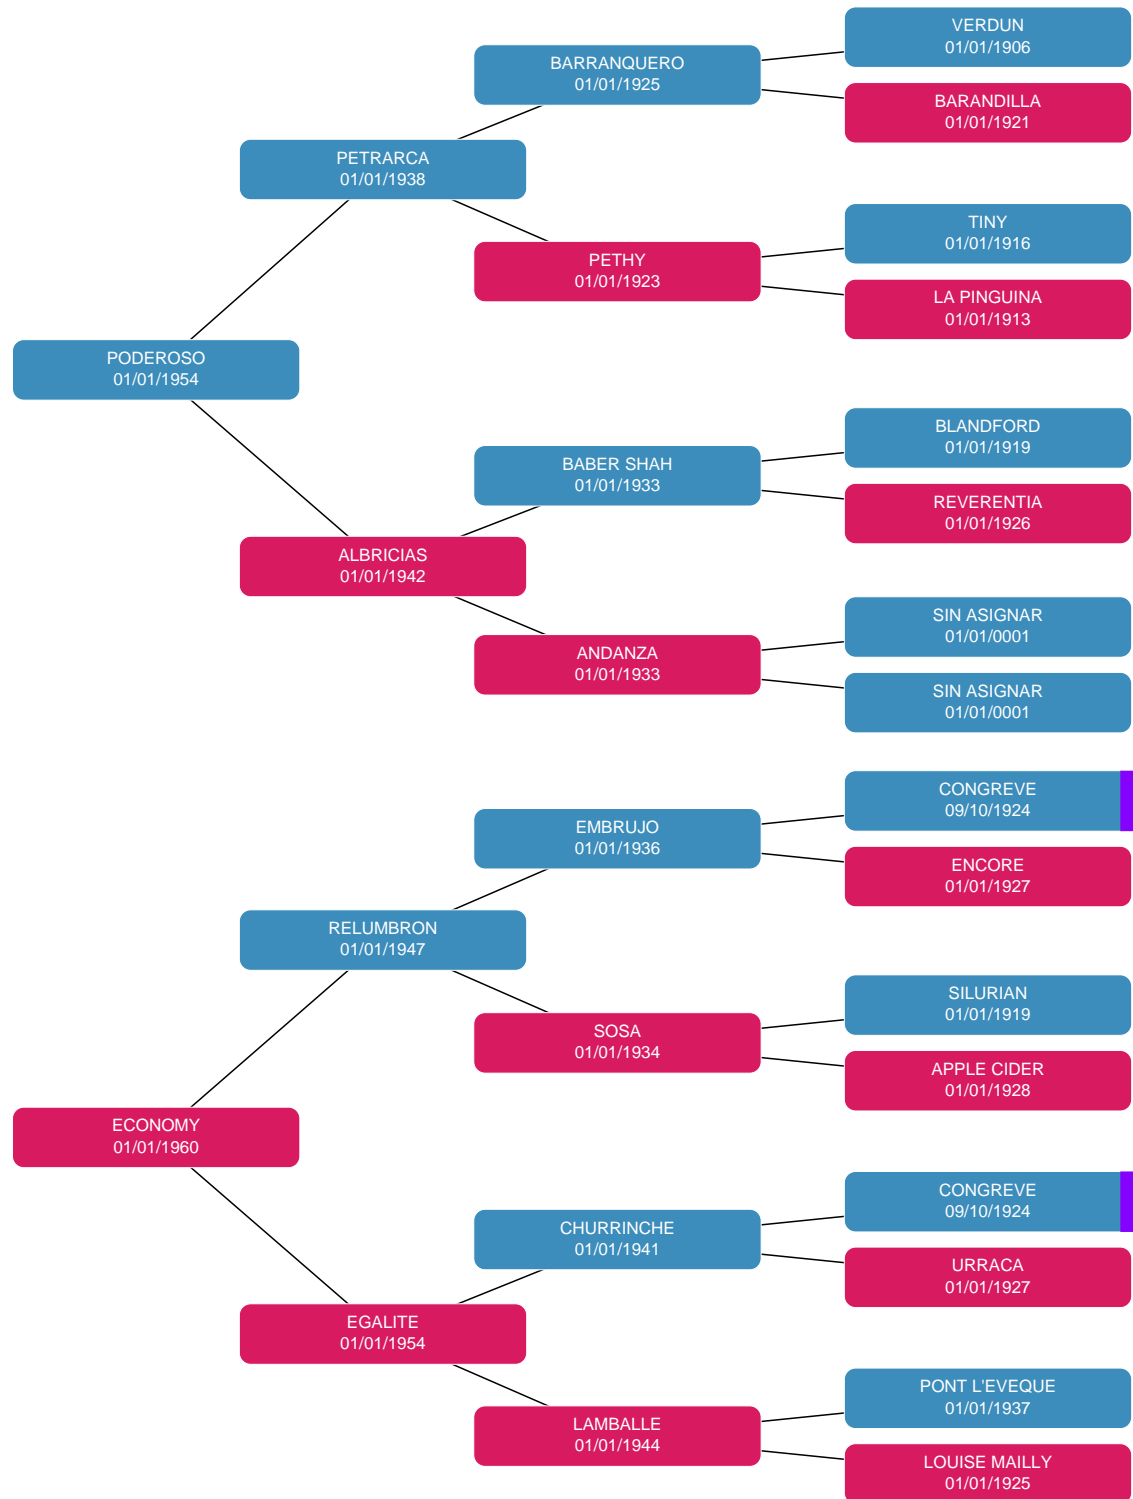 VERDUN
01/01/1906
BARRANQUERO
01/01/1925
BARANDILLA
01/01/1921
PETRARCA
01/01/1938
TINY
01/01/1916
PETHY
01/01/1923
LA PINGUINA
01/01/1913
PODEROSO
01/01/1954
BLANDFORD
01/01/1919
BABER SHAH
01/01/1933
REVERENTIA
01/01/1926
ALBRICIAS
01/01/1942
SIN ASIGNAR
01/01/0001
ANDANZA
01/01/1933
SIN ASIGNAR
01/01/0001
CONGREVE
09/10/1924
EMBRUJO
01/01/1936
ENCORE
01/01/1927
RELUMBRON
01/01/1947
SILURIAN
01/01/1919
SOSA
01/01/1934
APPLE CIDER
01/01/1928
ECONOMY
01/01/1960
CONGREVE
09/10/1924
CHURRINCHE
01/01/1941
URRACA
01/01/1927
EGALITE
01/01/1954
PONT L'EVEQUE
01/01/1937
LAMBALLE
01/01/1944
LOUISE MAILLY
01/01/1925